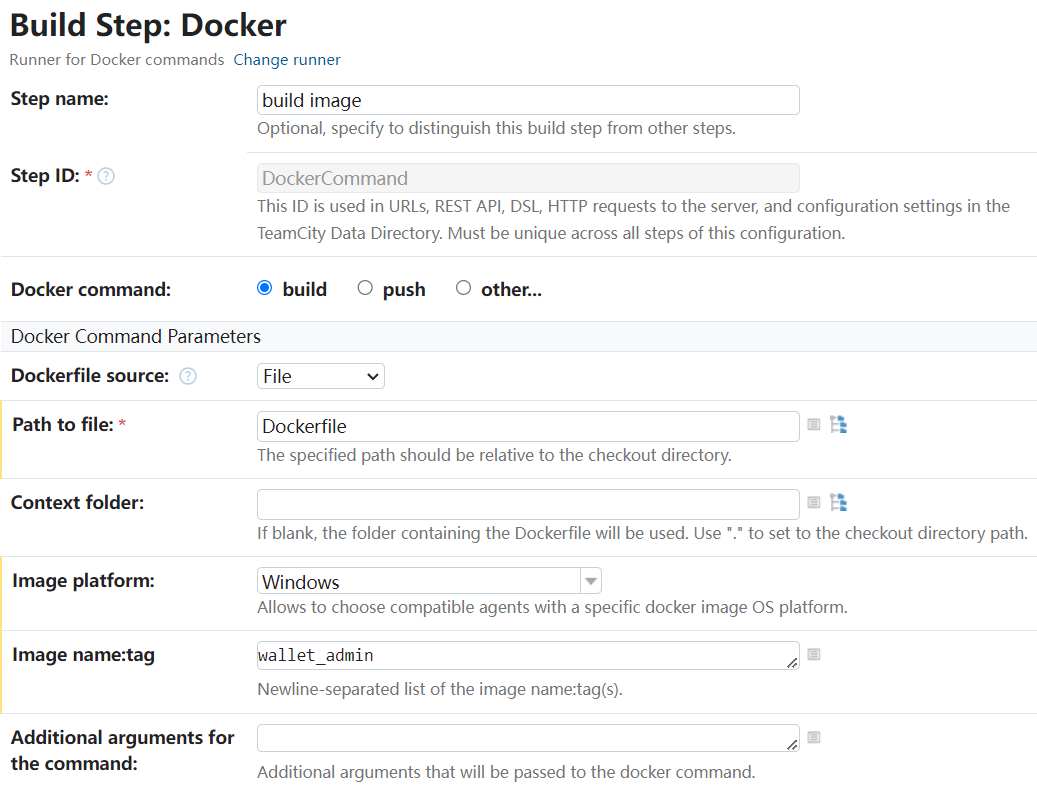 Build Step: Docker
Runner for Docker commands Change runner
Step name:
build image
Optional, specify to distinguish this build step from other steps.
Step ID: * ?
DockerCommand
This ID is used in URLs, REST API, DSL, HTTP requests to the server, and configuration settings in the
TeamCity Data Directory. Must be unique across all steps of this configuration.
Docker command: build push other...
Docker Command Parameters
Dockerfile source: ? File
Path to file: * Dockerfile
The specified path should be relative to the checkout directory.
Context folder:
If blank, the folder containing the Dockerfile will be used. Use "." to set to the checkout directory path.
Image platform: Windows
Allows to choose compatible agents with a specific docker image OS platform.
Image name:tag wallet_admin
Newline-separated list of the image name:tag(s).
Additional arguments for
the command:
Additional arguments that will be passed to the docker command.